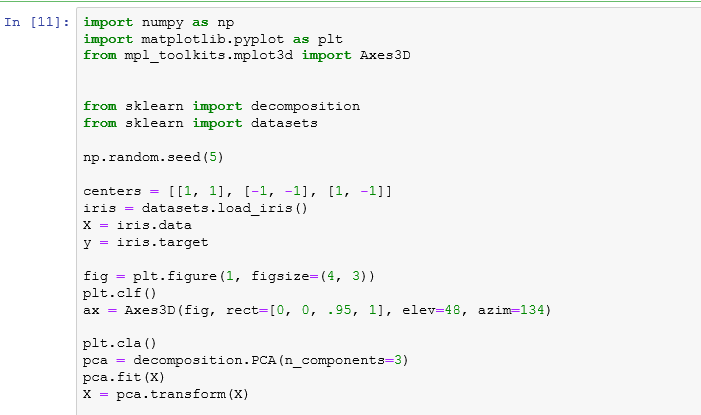 In [11]: import numpy as np
import matplotlib.pyplot as plt
from mpl_toolkits.mplot3d import Axes3D
from sklearn import decomposition
from sklearn import datasets
np.random.seed(5)
centers = [[1, 1], [-1, -1], [1, -1]]
iris = datasets.load_iris()
X = iris.data
y = iris.target
fig = plt.figure(1, figsize=(4, 3))
plt.clf()
ax = Axes3D(fig, rect=[0, 0, .95, 1], elev=48, azim=134)
plt.cla()
pca = decomposition.PCA(n_components=3)
pca.fit(X)
X = pca.transform(X)